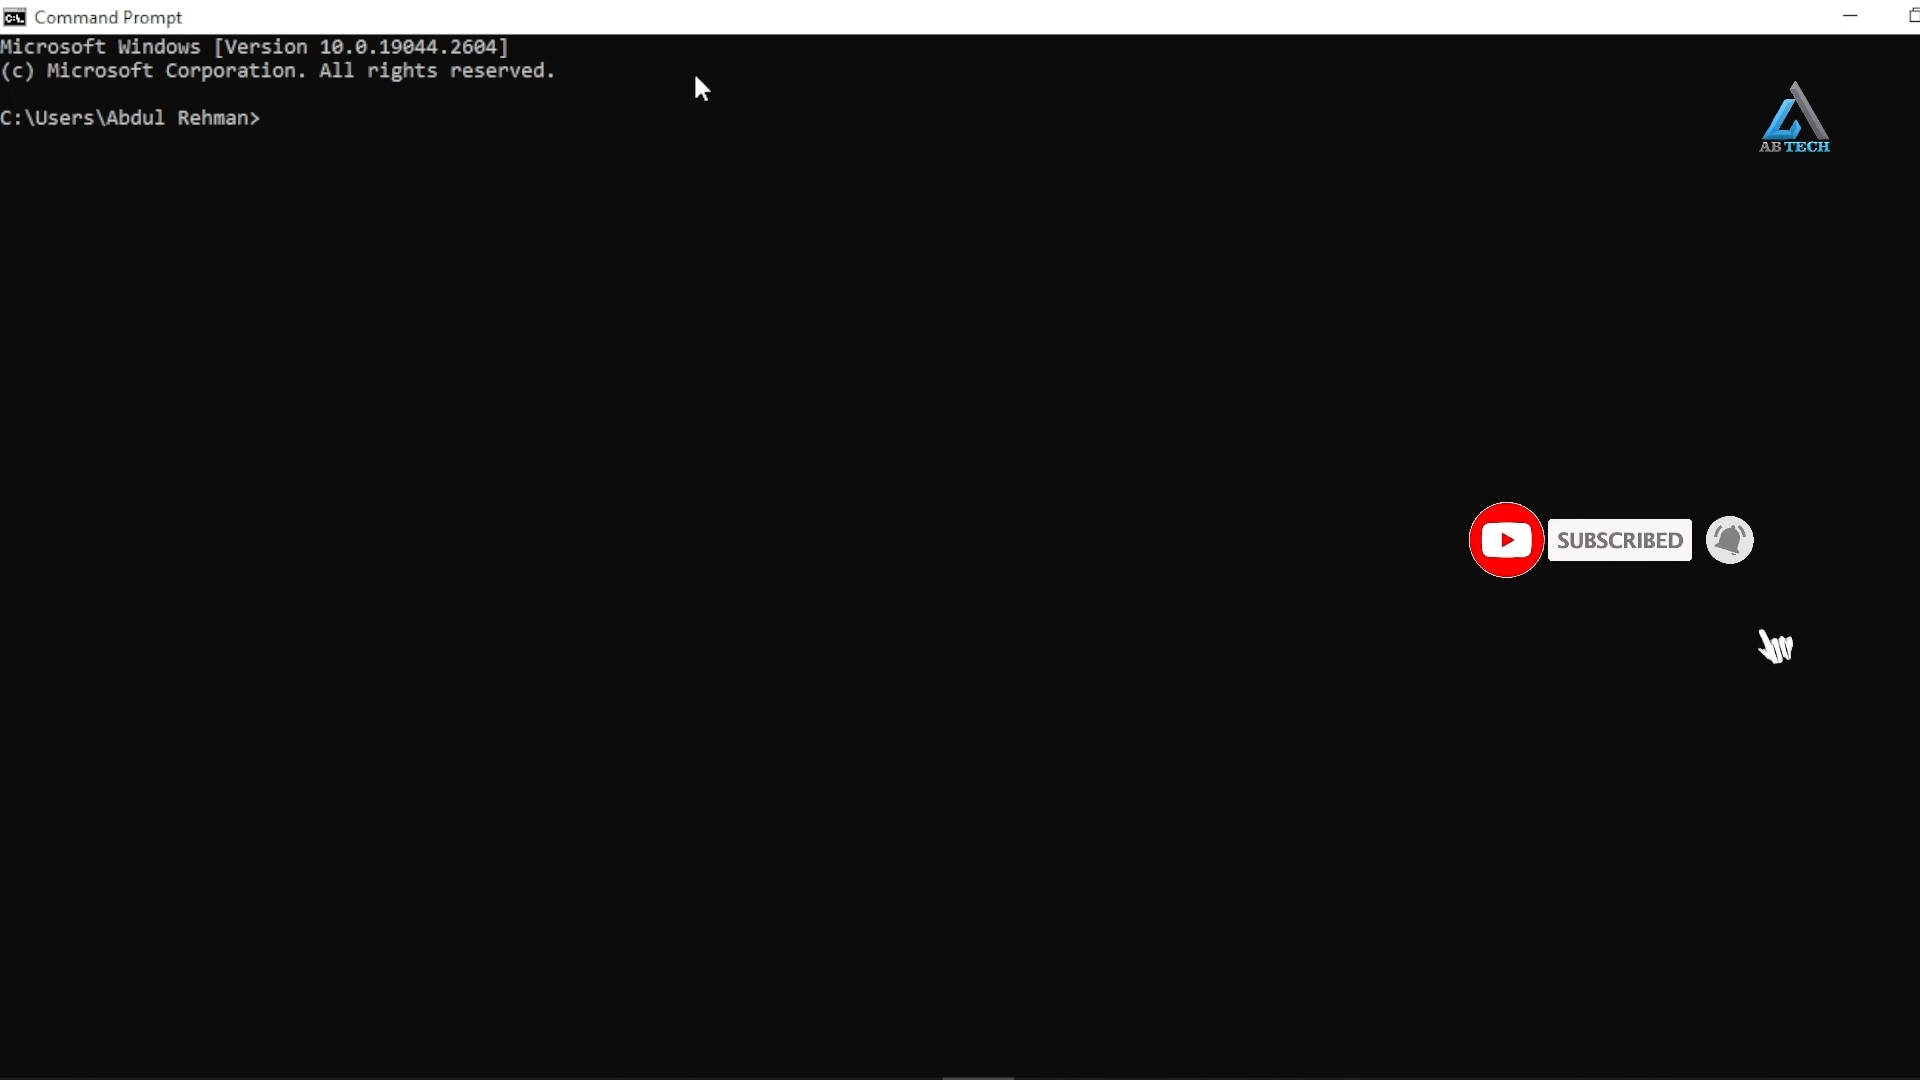 Command Prompt
Microsoft Windows [Version 10.0.19044.2604]
(c) Microsoft Corporation. All rights reserved.
C:\Users\Abdul Rehman>
AB TECH
SUBSCRIBED